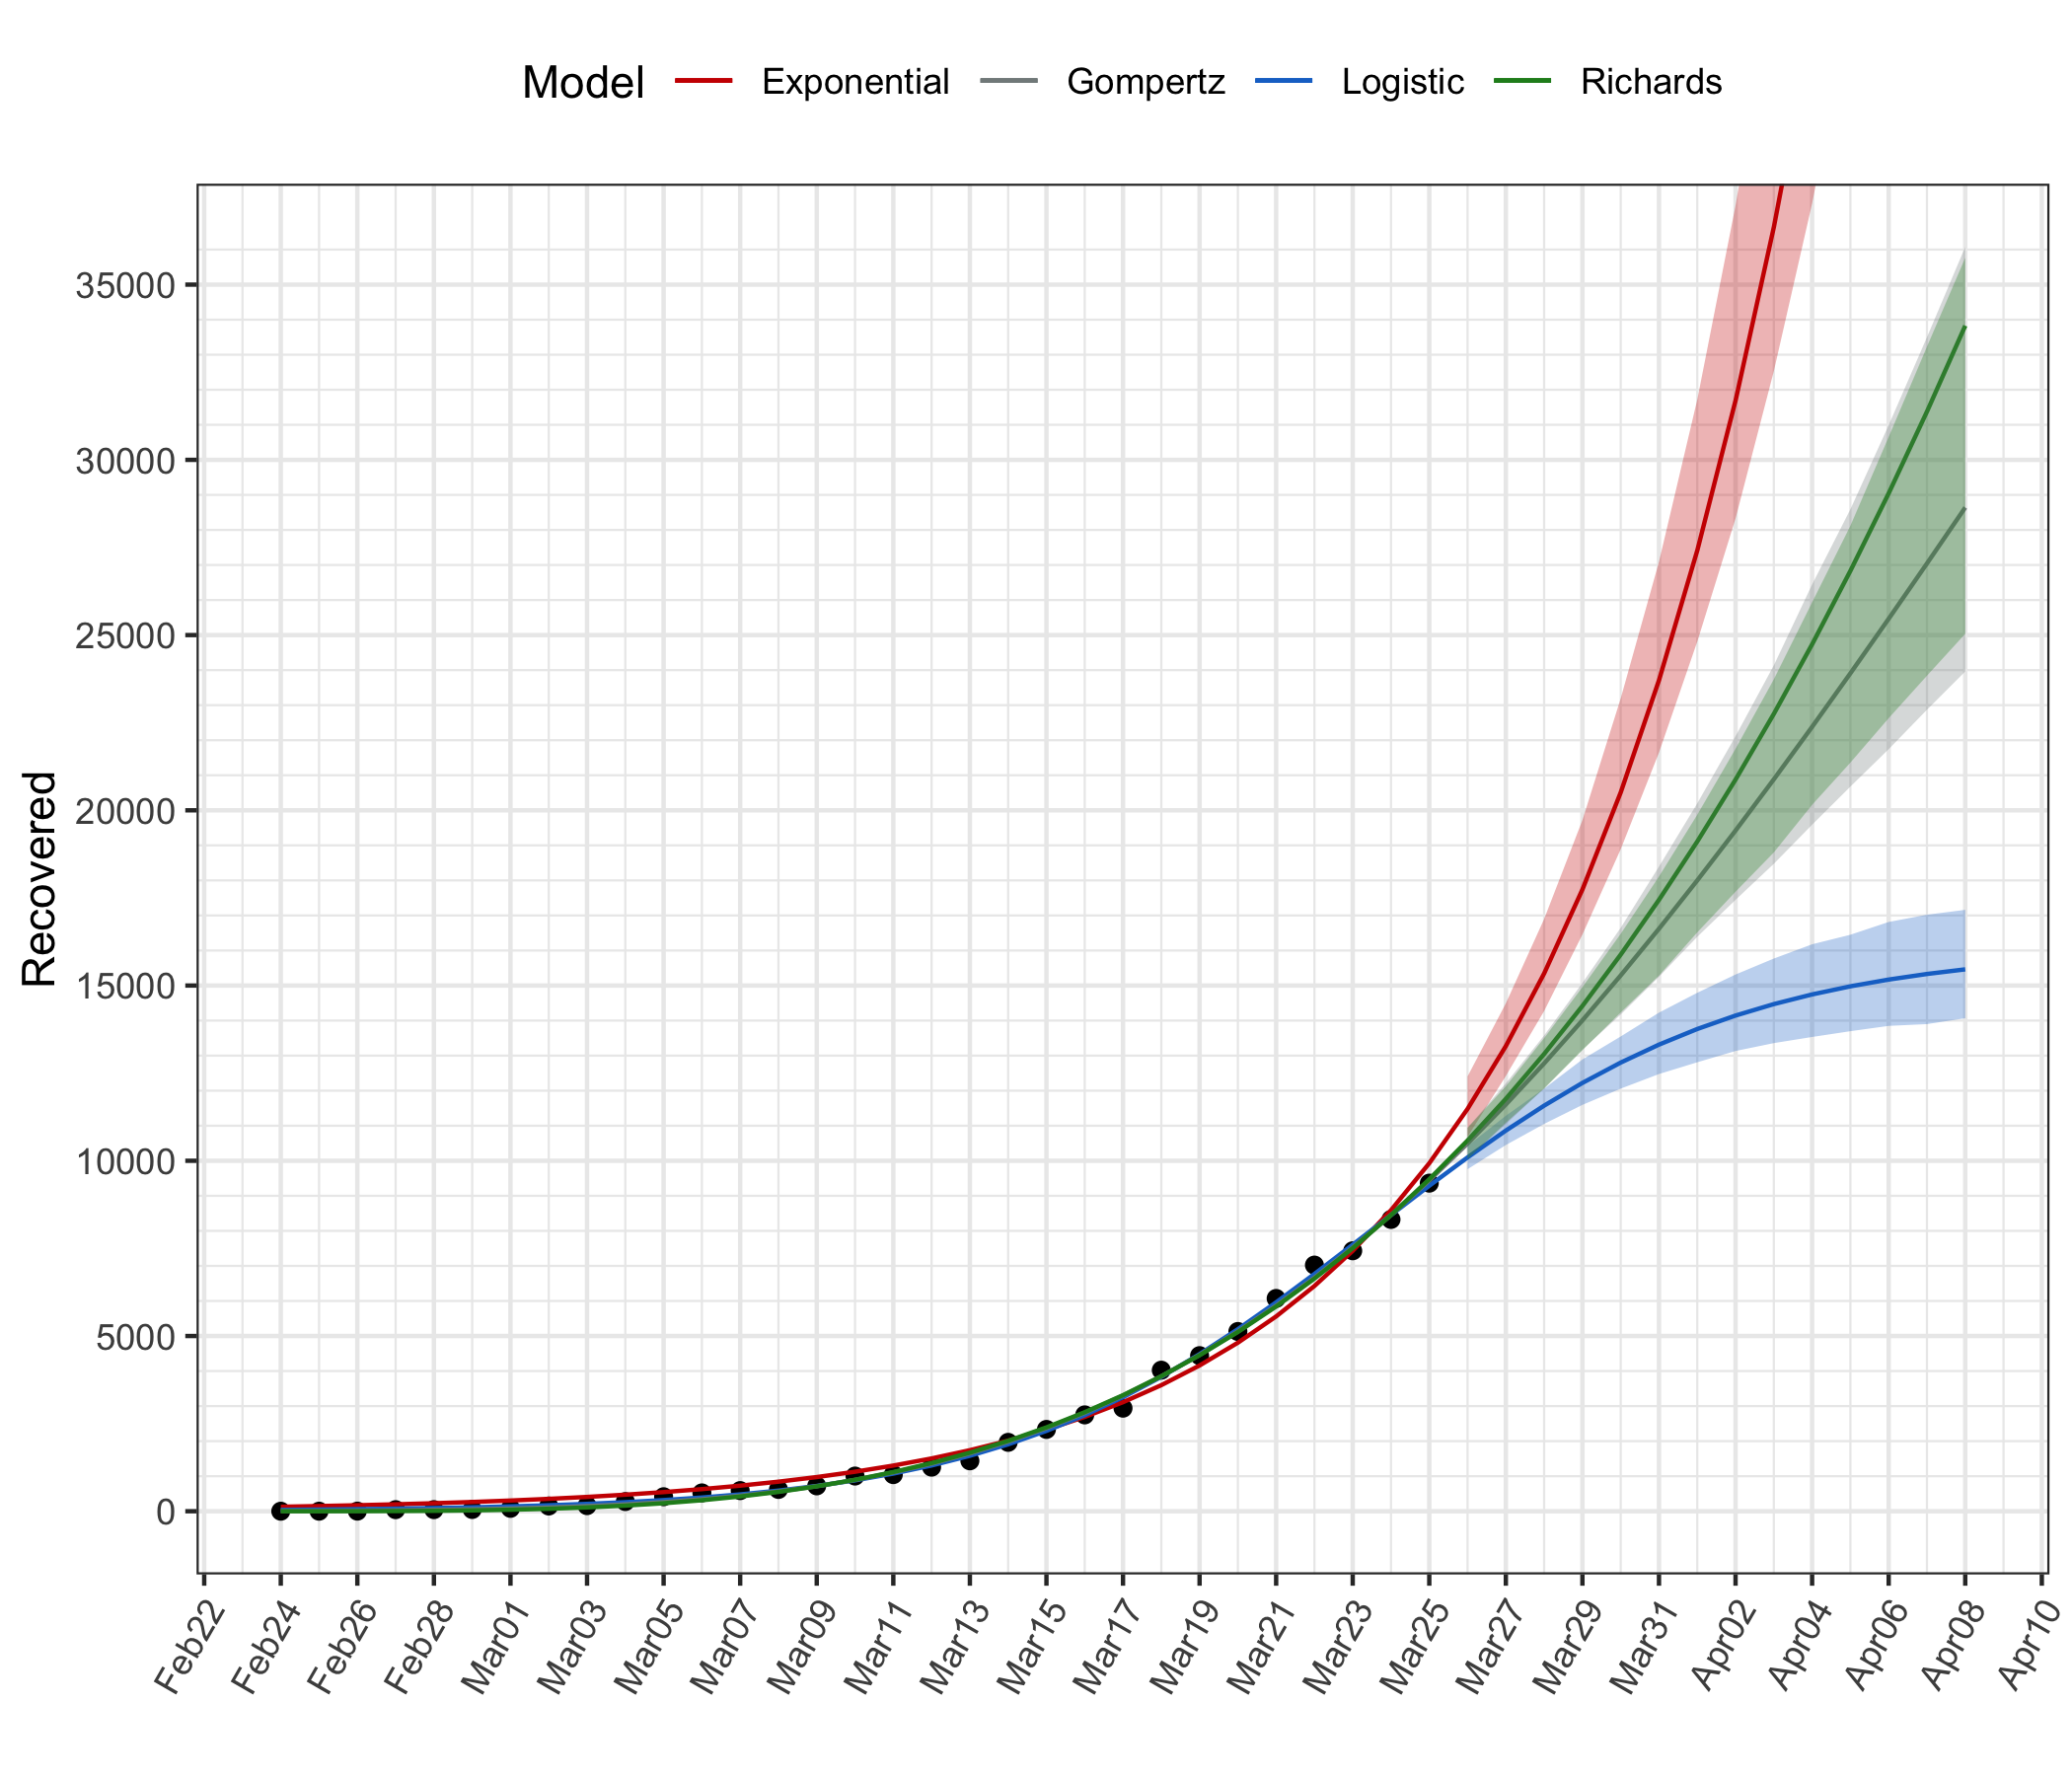 Model Exponential Gompertz Logistic Richards
35000
30000
25000
20000
15000
10000
5000
0
Recovered
Feb22 Feb24 Feb26 Feb28 Mar01 Mar03 Mar05 Mar07 Mar09 Mar11 Mar13 Mar15 Mar17 Mar19 Mar21 Mar23 Mar25 Mar27 Mar29 Mar31 Apr02 Apr04 Apr06 Apr08 Apr10